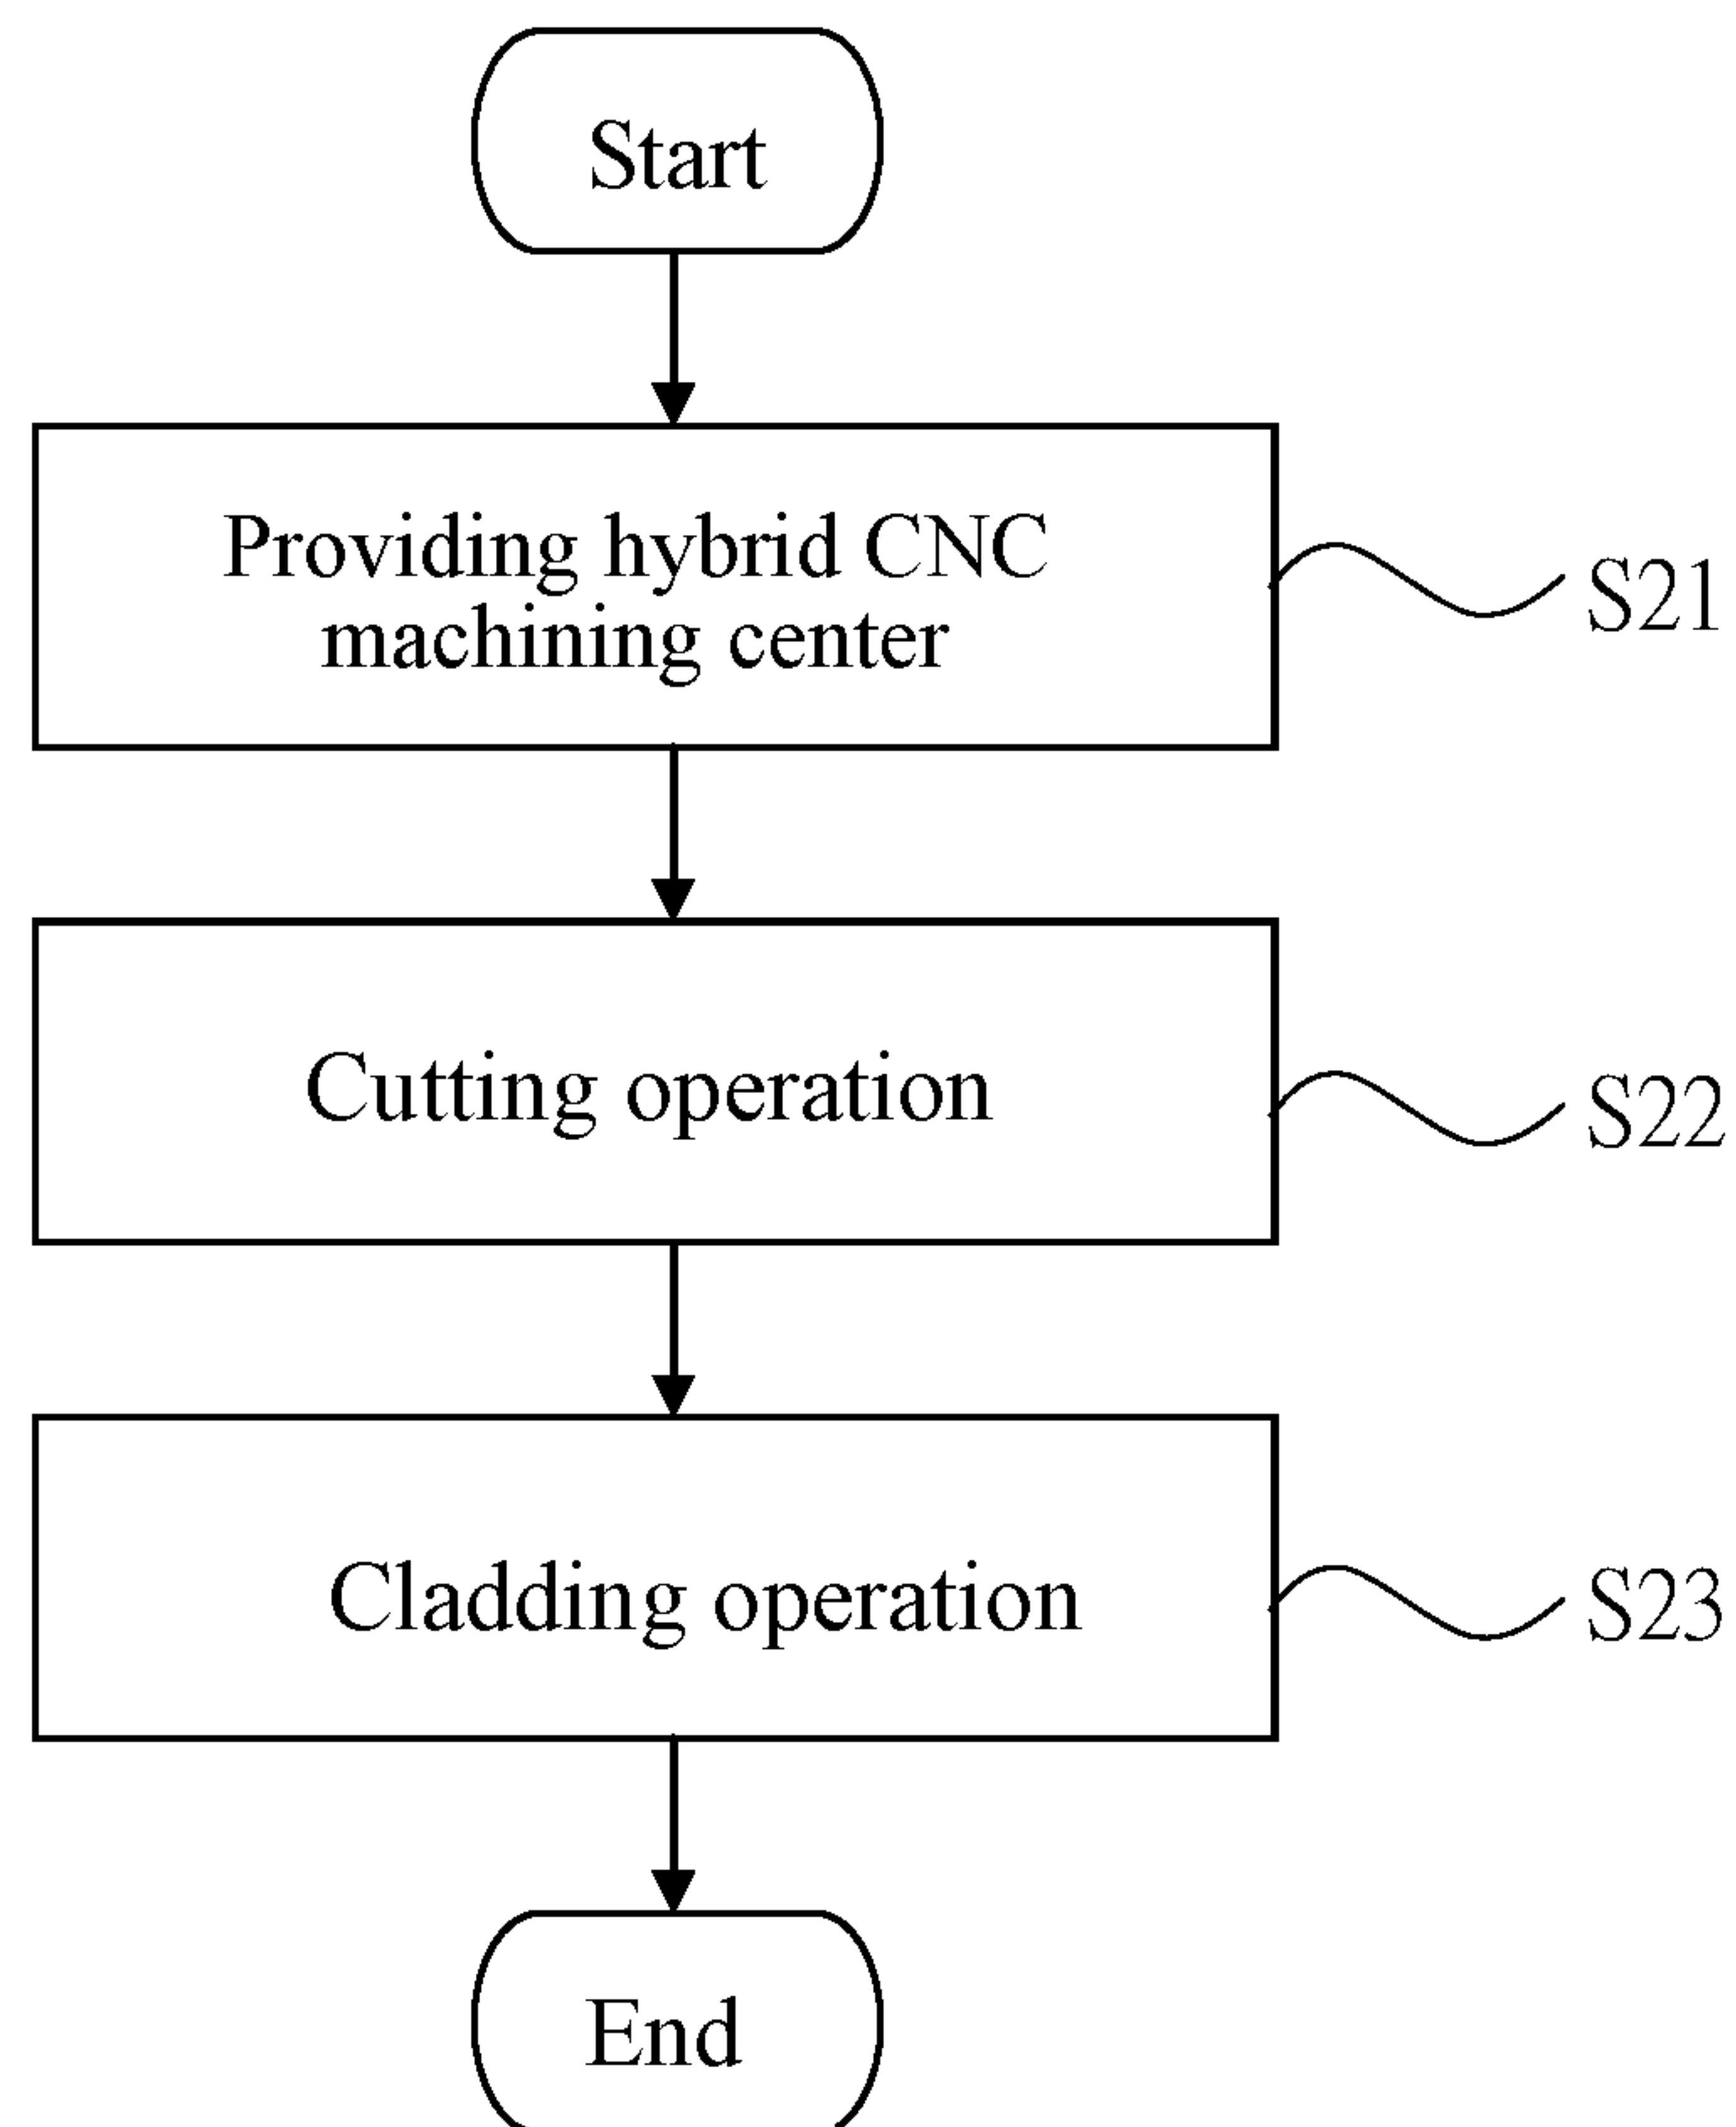 Start
Providing hybrid CNC
machining center
S21
Cutting operation
S22
Cladding operation
S23
End